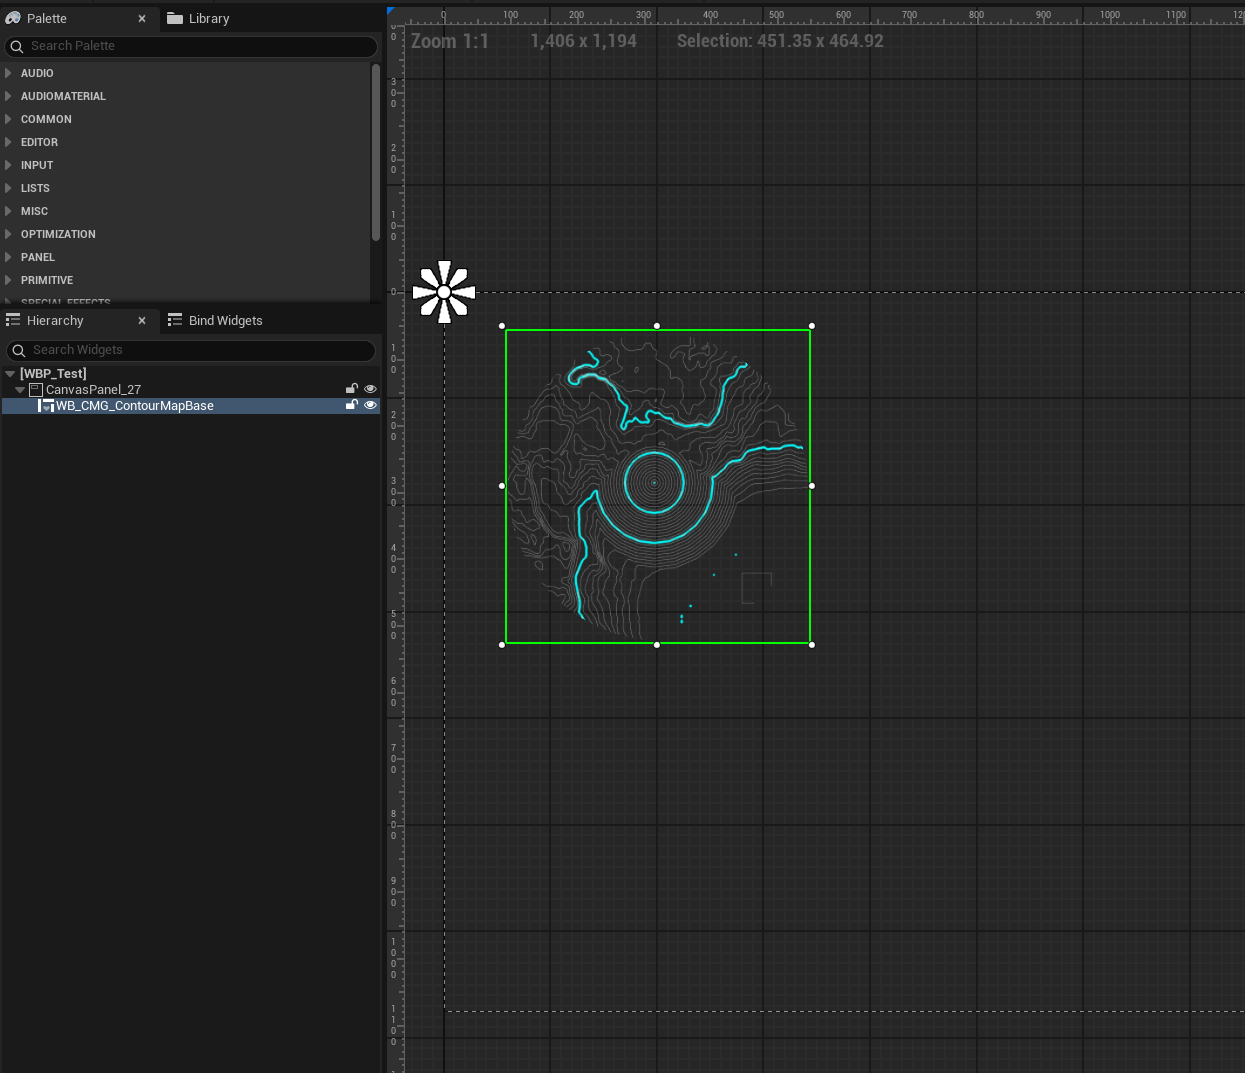 Palette
Library
Search Palette
AUDIO
AUDIOMATERIAL
COMMON
EDITOR
INPUT
LISTS
MISC
OPTIMIZATION
PANEL
PRIMITIVE
SPECIAL EFFECTS
Hierarchy
Bind Widgets
Search Widgets
[WBP_Test]
CanvasPanel_27
WB_CMG_ContourMapBase
0 100 200 300 400 500 600 700 800 900 1000 1100
Zoom 1:1 1,406 x 1,194 Selection: 451.35 x 464.92
300
200
100
0
100
200
300
400
500
600
700
800
900
1000
1100